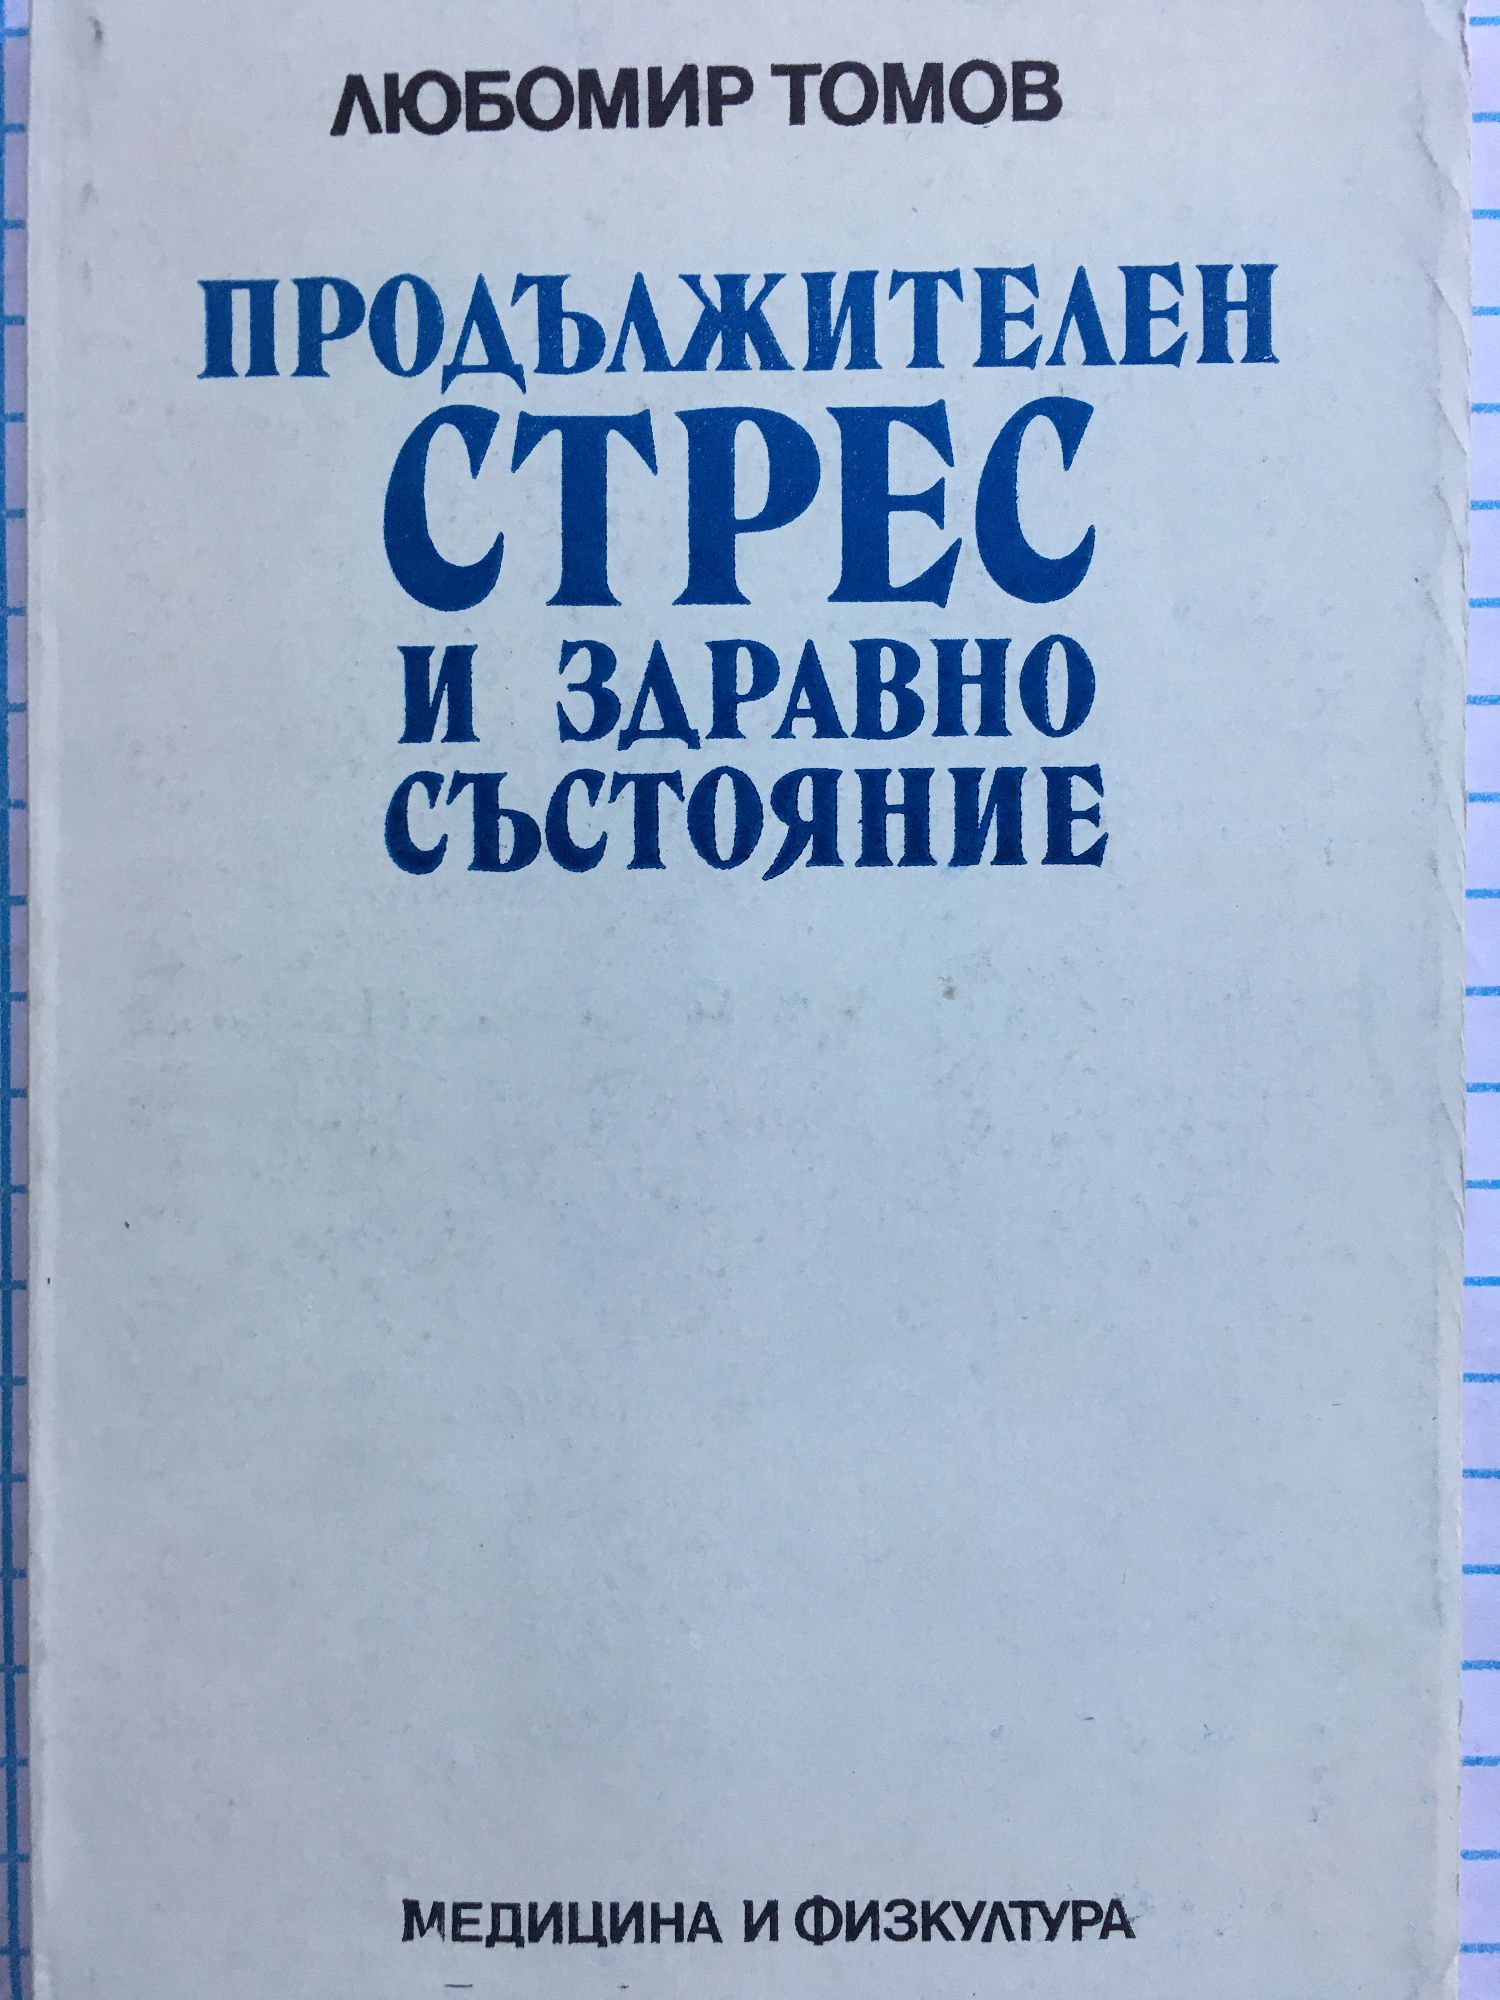 ЛЮБОМИР ТОМОВ
ПРОДЪЛЖИТЕЛЕН
СТРЕС
И ЗДРАВНО
СЪСТОЯНИЕ
МЕДИЦИНА И ФИЗКУЛТУРА